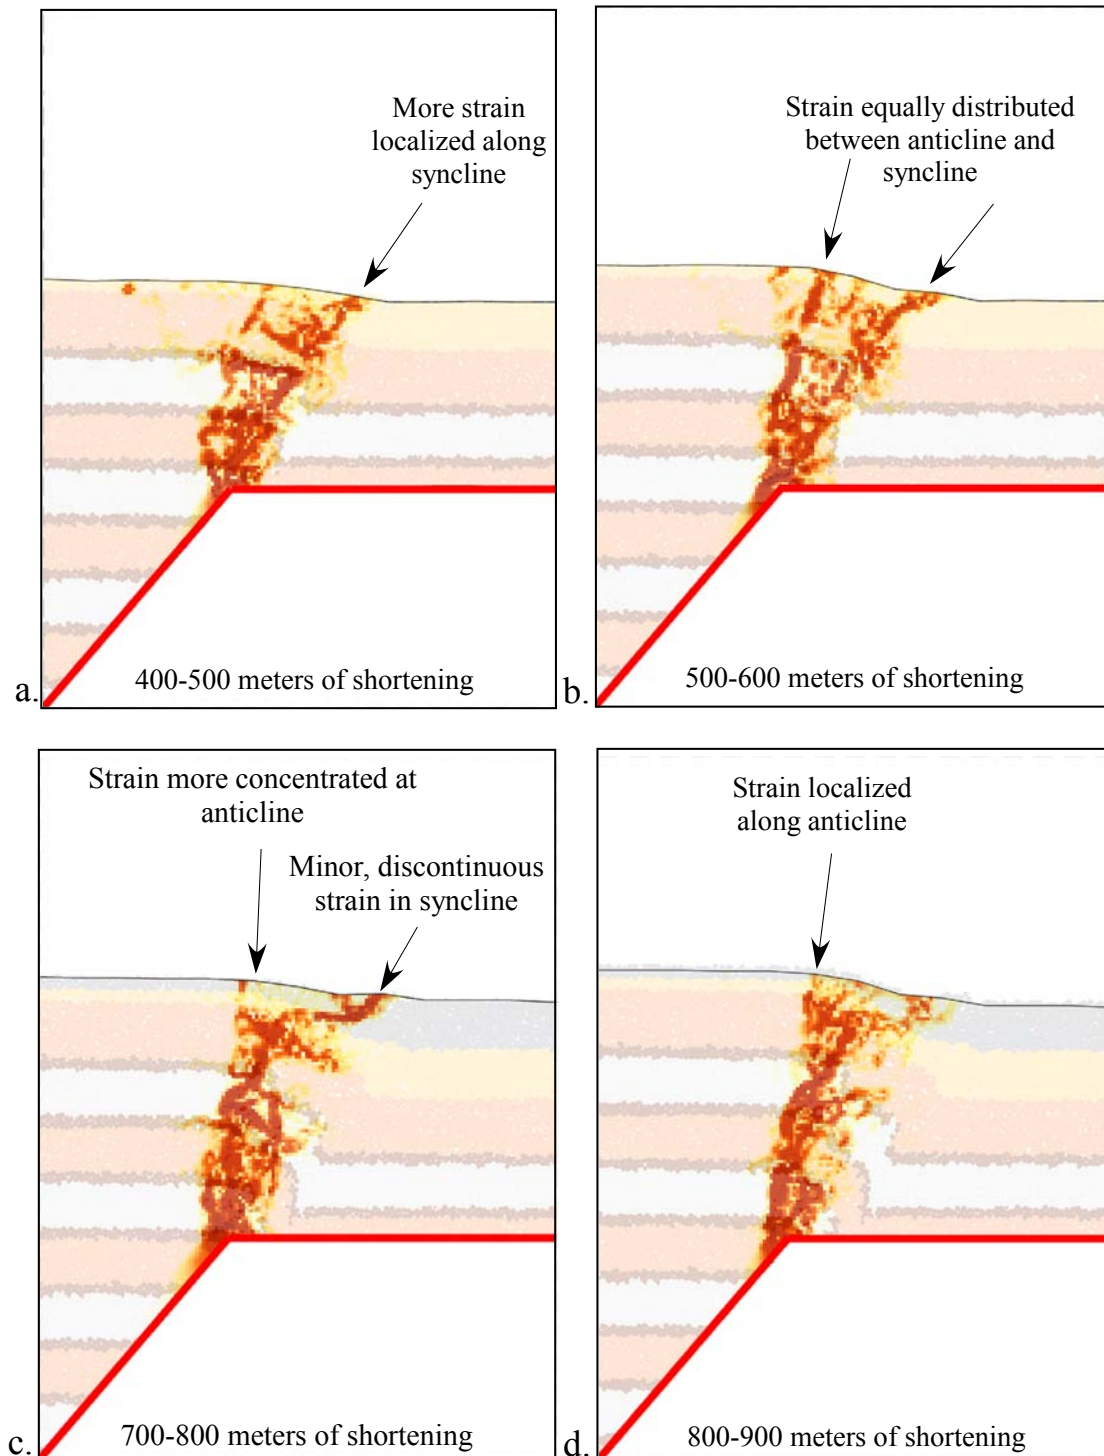 More strain
localized along
syncline
a.
400-500 meters of shortening
Strain equally distributed
between anticline and
syncline
b.
500-600 meters of shortening
Strain more concentrated at
anticline
Minor, discontinuous
strain in syncline
c.
700-800 meters of shortening
Strain localized
along anticline
d.
800-900 meters of shortening